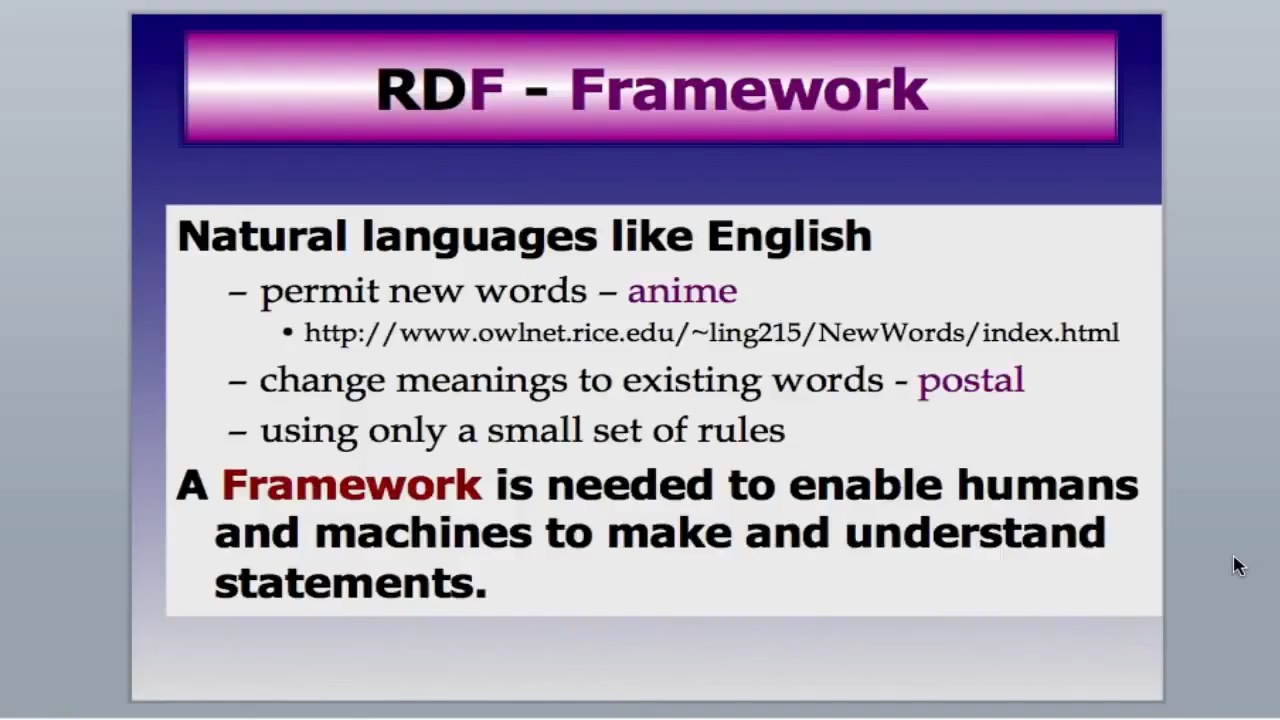 RDF - Framework
Natural languages like English
– permit new words – anime
• http://www.owlnet.rice.edu/~ling215/NewWords/index.html
– change meanings to existing words - postal
– using only a small set of rules
A Framework is needed to enable humans
and machines to make and understand
statements.